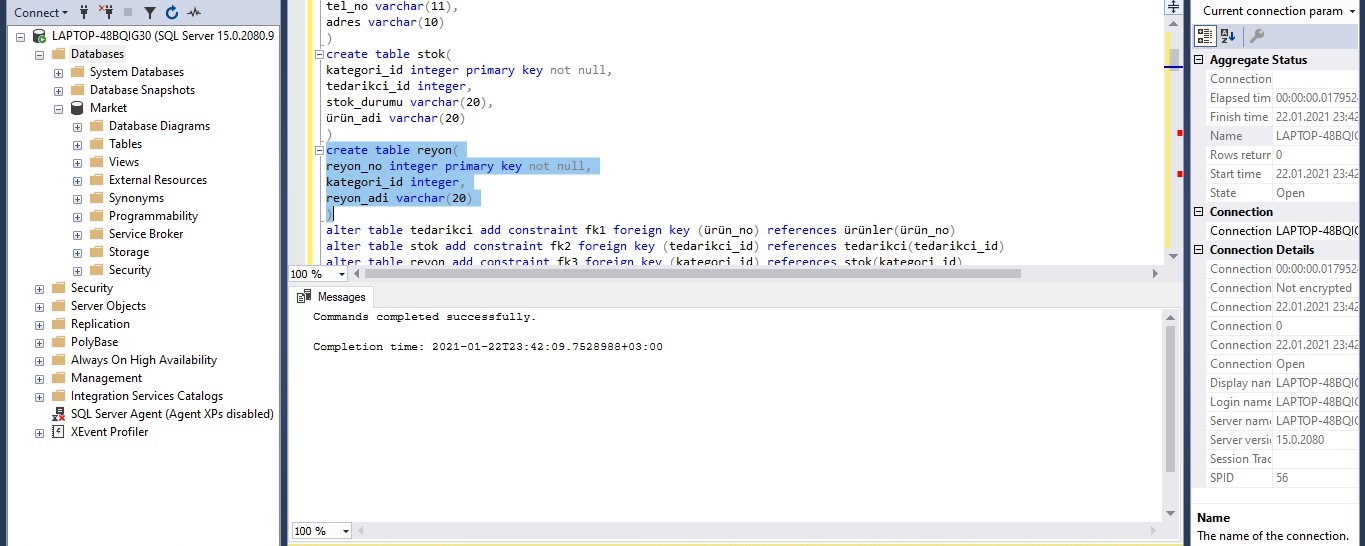 Connect
LAPTOP-48BQIG30 (SQL Server 15.0.2080.9
Databases
System Databases
Database Snapshots
Market
Database Diagrams
Tables
Views
External Resources
Synonyms
Programmability
Service Broker
Storage
Security
Security
Server Objects
Replication
PolyBase
Always On High Availability
Management
Integration Services Catalogs
SQL Server Agent (Agent XPs disabled)
XEvent Profiler
tel_no varchar(11),
adres varchar(10)
)
create table stok(
kategori_id integer primary key not null,
tedarikci_id integer,
stok_durumu varchar(20),
ürün_adi varchar(20)
)
create table reyon(
reyon_no integer primary key not null,
kategori_id integer,
reyon_adi varchar(20)
)
alter table tedarikci add constraint fk1 foreign key (ürün_no) references ürünler(ürün_no)
alter table stok add constraint fk2 foreign key (tedarikci_id) references tedarikci(tedarikci_id)
alter table reyon add constraint fk3 foreign key (kategori_id) references stok(kategori_id)
100 %
Messages
Commands completed successfully.
Completion time: 2021-01-22T23:42:09.7528988+03:00
100 %
Current connection param
Aggregate Status
Connection
Elapsed tim 00:00:00.017952
Finish time 22.01.2021 23:42
Name LAPTOP-48BQIG
Rows return 0
Start time 22.01.2021 23:42
State Open
Connection
Connection LAPTOP-48BQIG
Connection Details
Connection 00:00:00.017952
Connection Not encrypted
Connection 22.01.2021 23:42
Connection 0
Connection 22.01.2021 23:42
Connection Open
Display nam LAPTOP-48BQIG
Login name LAPTOP-48BQIG
Server name LAPTOP-48BQIG
Server versi 15.0.2080
Session Trac
SPID 56
Name
The name of the connection.